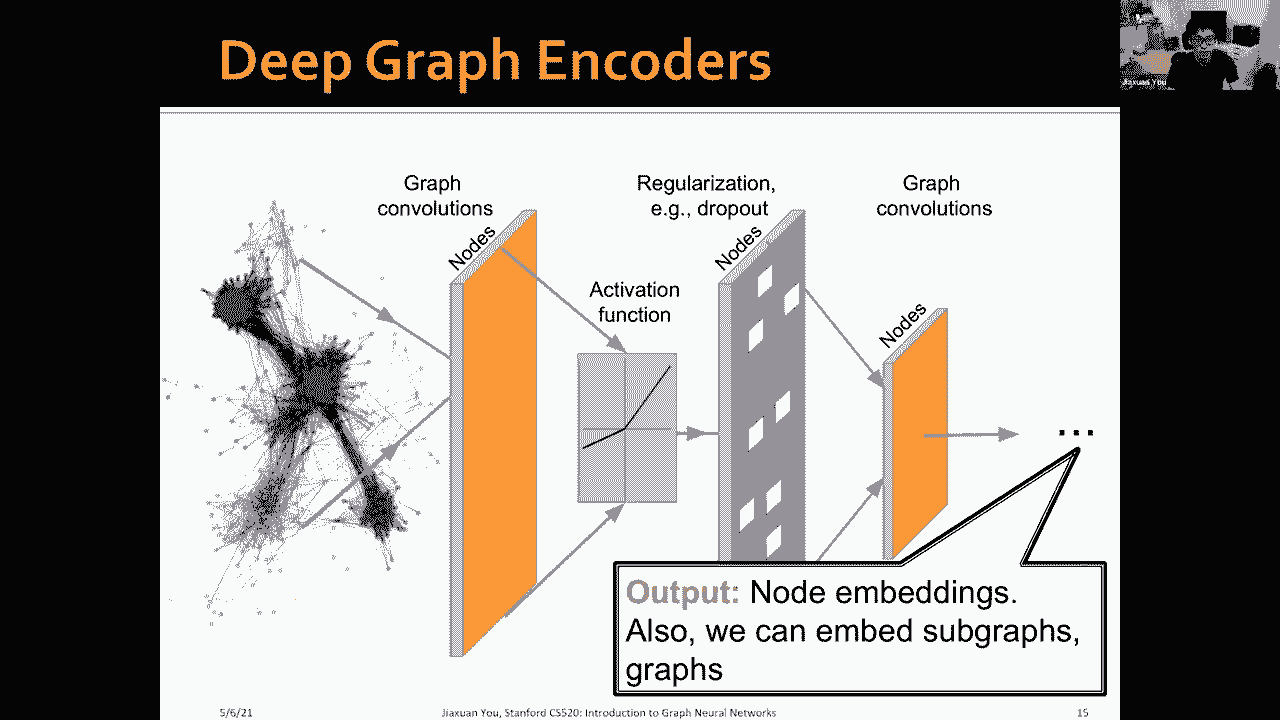 Deep Graph Encoders
Jiaxuan You
Graph
convolutions
Regularization,
e.g., dropout
Graph
convolutions
Nodes
Nodes
Activation
function
Nodes
...
Output: Node embeddings.
Also, we can embed subgraphs,
graphs
5/6/21
Jiaxuan You, Stanford CS520: Introduction to Graph Neural Networks
15